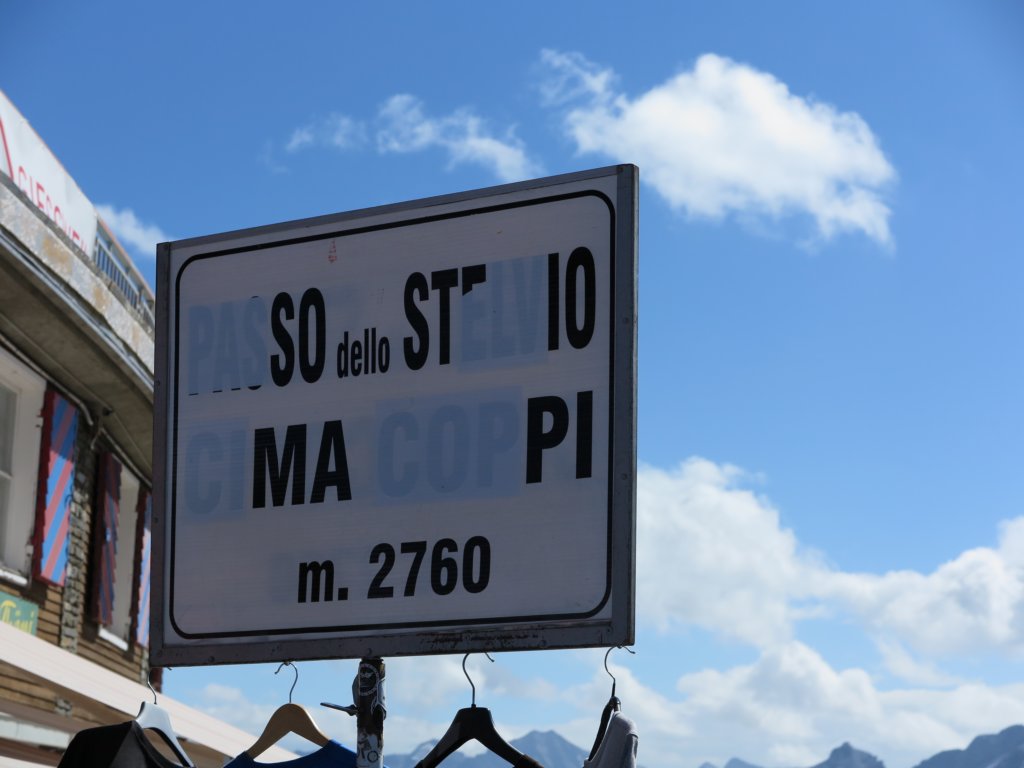 PASSO dello STELVIO
CIMA COPPI
m. 2760